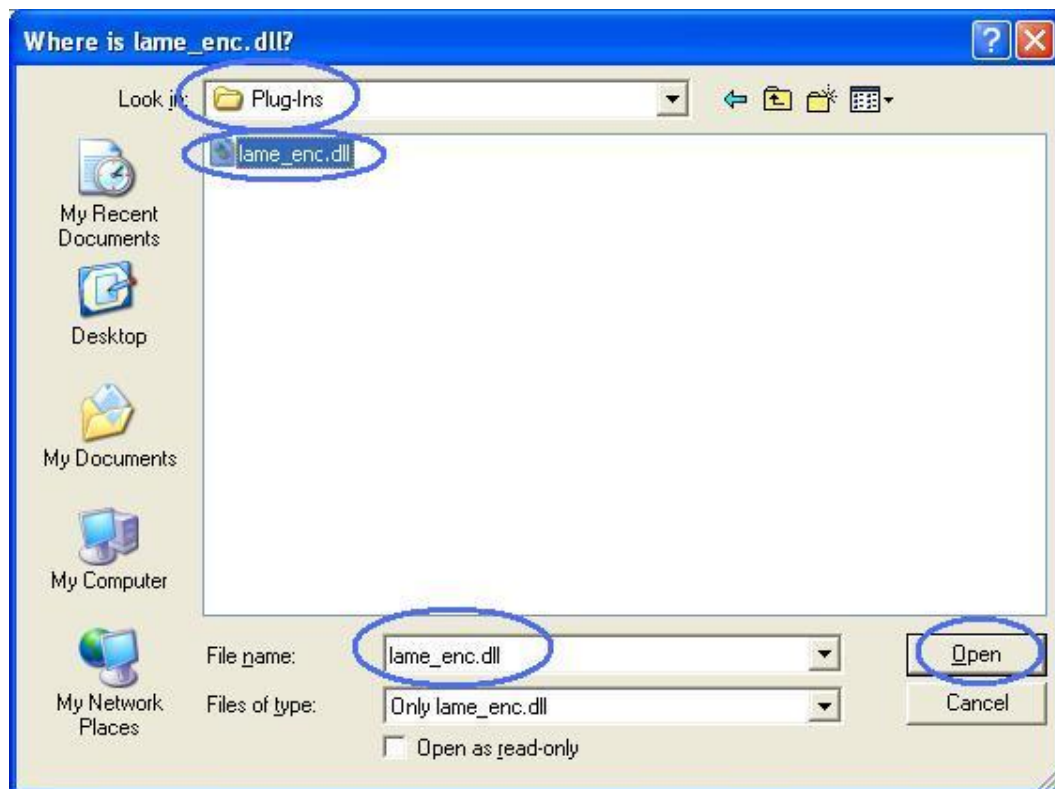 Where is lame_enc.dll?
Look in:
Plug-Ins
lame_enc.dll
My Recent
Documents
Desktop
My Documents
My Computer
My Network
Places
File name:
lame_enc.dll
Open
Files of type:
Only lame_enc.dll
Cancel
Open as read-only